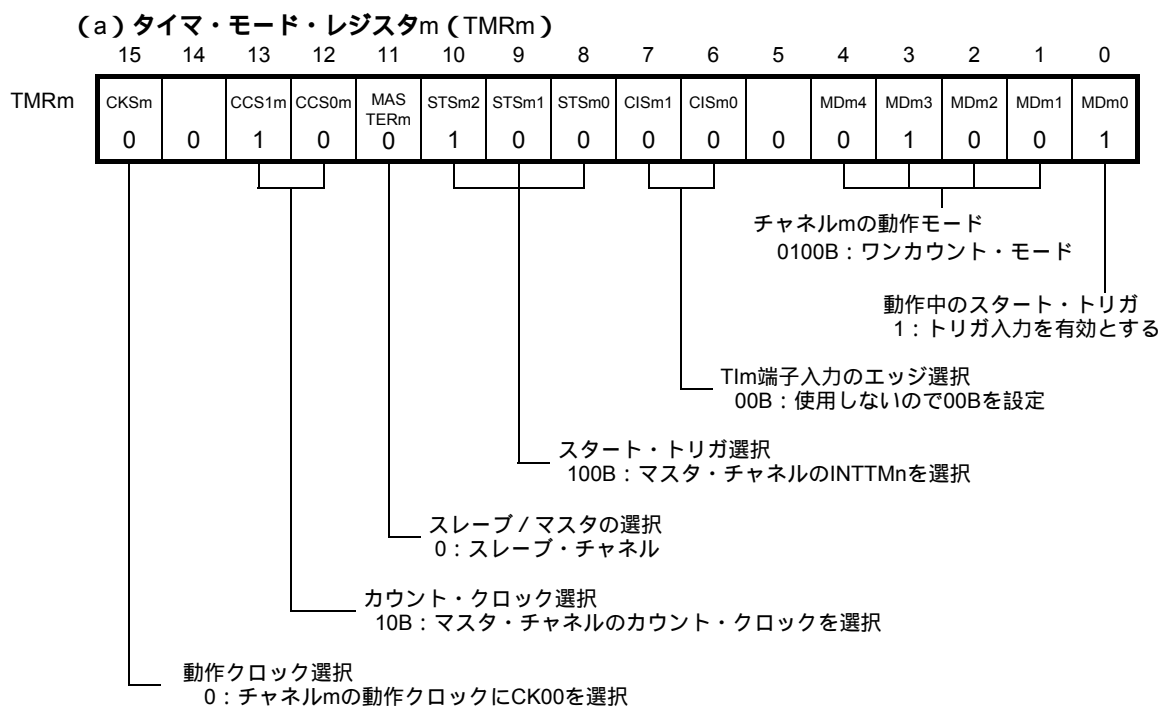 (a) タイマ・モード・レジスタm (TMRm)
15 14 13 12 11 10 9 8 7 6 5 4 3 2 1 0
TMRm
CKSm CCS1m CCS0m MAS TERm STSm2 STSm1 STSm0 CISm1 CISm0 MDm4 MDm3 MDm2 MDm1 MDm0
0 0 1 0 0 1 0 0 0 0 0 0 1 0 0 1
チャネルmの動作モード
0100B:ワンカウント・モード
動作中のスタート・トリガ
1:トリガ入力を有効とする
TIm端子入力のエッジ選択
00B:使用しないので00Bを設定
スタート・トリガ選択
100B:マスタ・チャネルのINTTMnを選択
スレーブ/マスタの選択
0:スレーブ・チャネル
カウント・クロック選択
10B:マスタ・チャネルのカウント・クロックを選択
動作クロック選択
0:チャネルmの動作クロックにCK00を選択